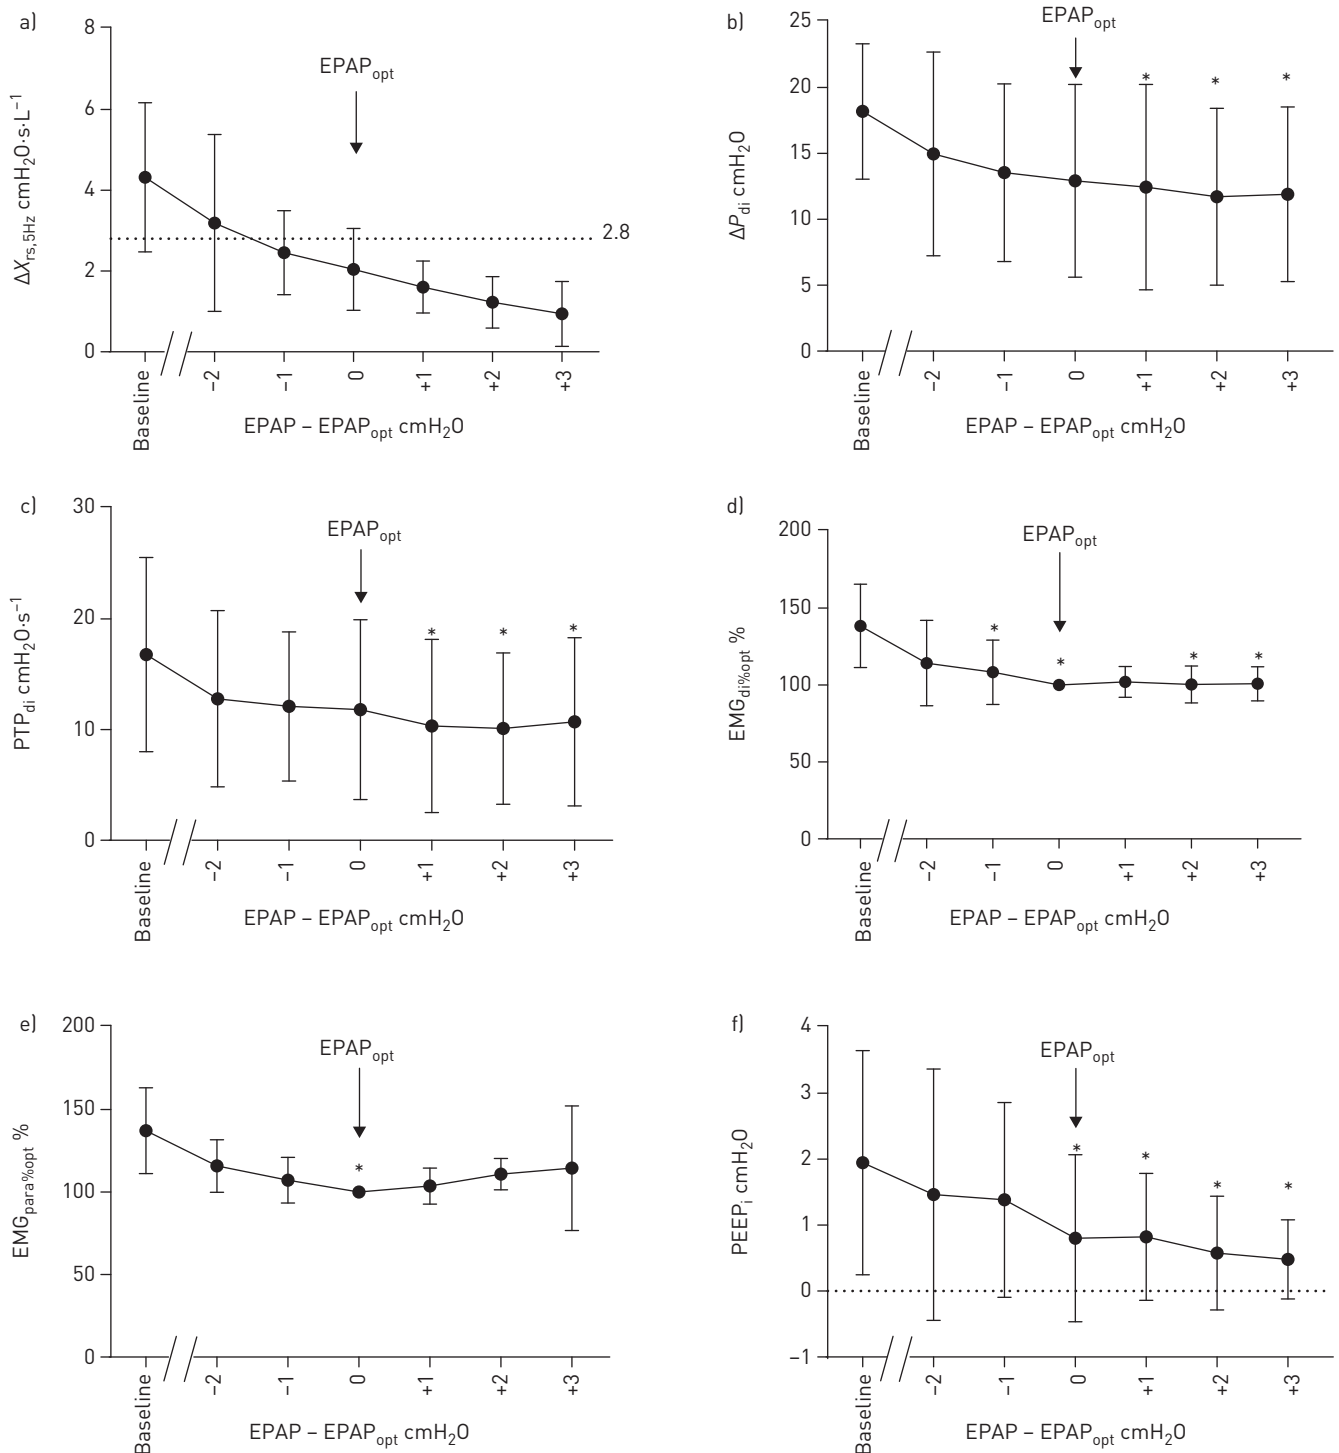 a)
8
6
4
2
0
ΔXrs,5Hz cmH2O·s·L−1
EPAPopt
2.8
Baseline
−2
−1
0
+1
+2
+3
EPAP – EPAPopt cmH2O
b)
25
20
15
10
5
0
ΔPdi cmH2O
EPAPopt
*
*
*
Baseline
−2
−1
0
+1
+2
+3
EPAP – EPAPopt cmH2O
c)
30
20
10
0
PTPdi cmH2O·s−1
EPAPopt
*
*
*
Baseline
−2
−1
0
+1
+2
+3
EPAP – EPAPopt cmH2O
d)
200
150
100
50
0
EMGdi%opt %
EPAPopt
*
*
*
*
Baseline
−2
−1
0
+1
+2
+3
EPAP – EPAPopt cmH2O
e)
200
150
100
50
0
EMGpara%opt %
EPAPopt
*
Baseline
−2
−1
0
+1
+2
+3
EPAP – EPAPopt cmH2O
f)
4
3
2
1
0
−1
PEEPi cmH2O
EPAPopt
*
*
*
*
Baseline
−2
−1
0
+1
+2
+3
EPAP – EPAPopt cmH2O